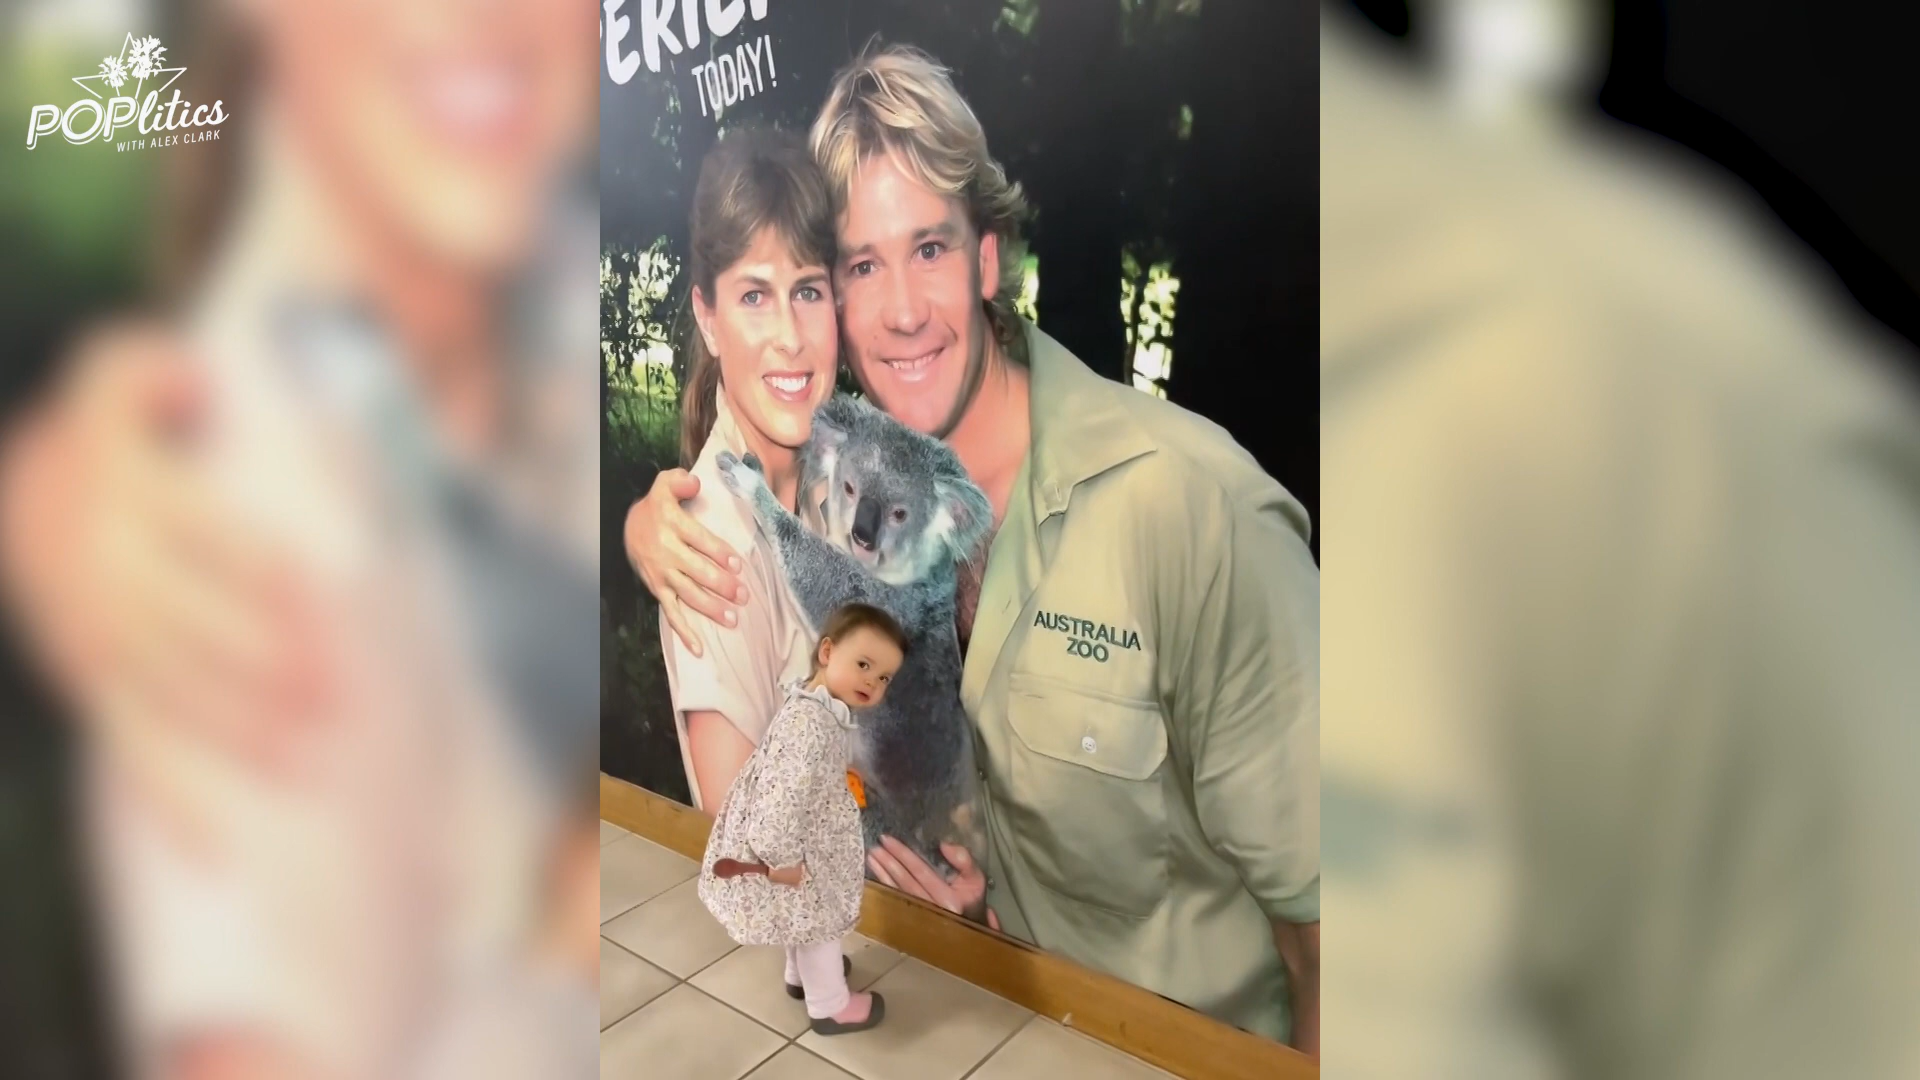 POPlitics
WITH ALEX CLARK
TODAY!
AUSTRALIA
ZOO